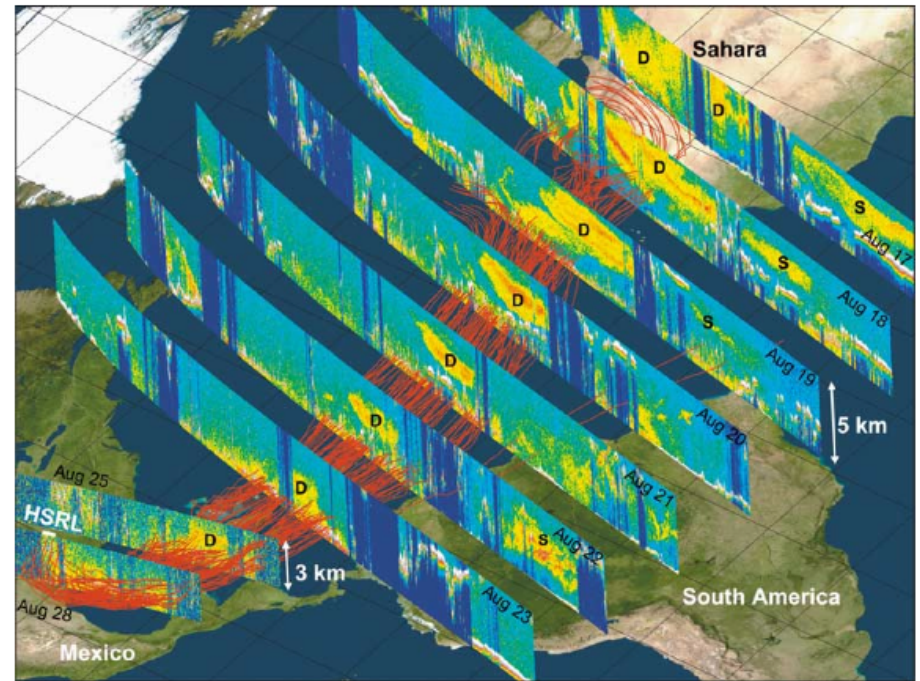 D
Sahara
D
D
S
Aug 17
D
S
Aug 18
D
S
Aug 19
5 km
D
Aug 20
D
Aug 21
Aug 25
D
S
Aug 22
HSRL
D
3 km
South America
Aug 28
Aug 23
Mexico